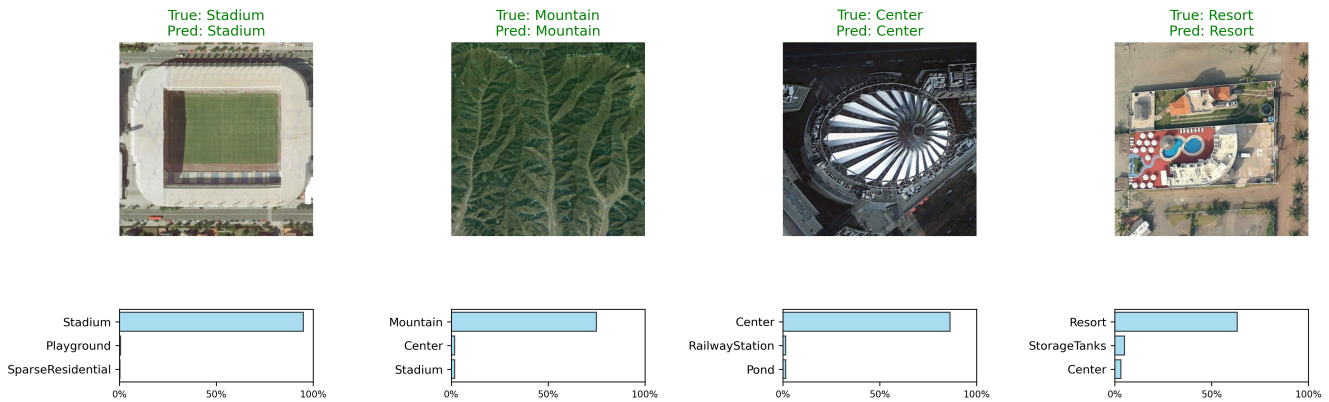 True: Stadium
Pred: Stadium
True: Mountain
Pred: Mountain
True: Center
Pred: Center
True: Resort
Pred: Resort
Stadium
Playground
SparseResidential
0%
50%
100%
Mountain
Center
Stadium
0%
50%
100%
Center
RailwayStation
Pond
0%
50%
100%
Resort
StorageTanks
Center
0%
50%
100%